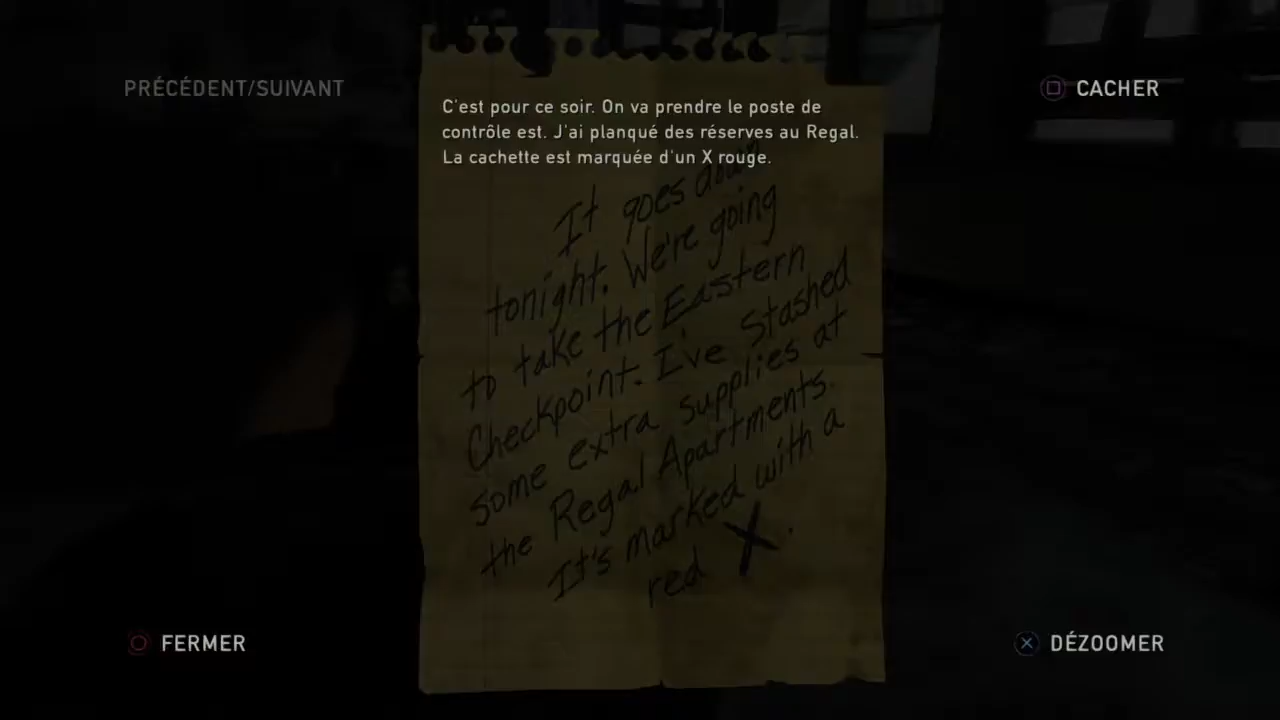 PRÉCÉDENT/SUIVANT
CACHER
C'est pour ce soir. On va prendre le poste de
contrôle est. J'ai planqué des réserves au Regal.
La cachette est marquée d'un X rouge.
It goes down
tonight. We're going
to take the Eastern
Checkpoint. I've Stashed
some extra supplies at
the Regal Apartments.
It's marked with a
red X.
FERMER
DÉZOOMER